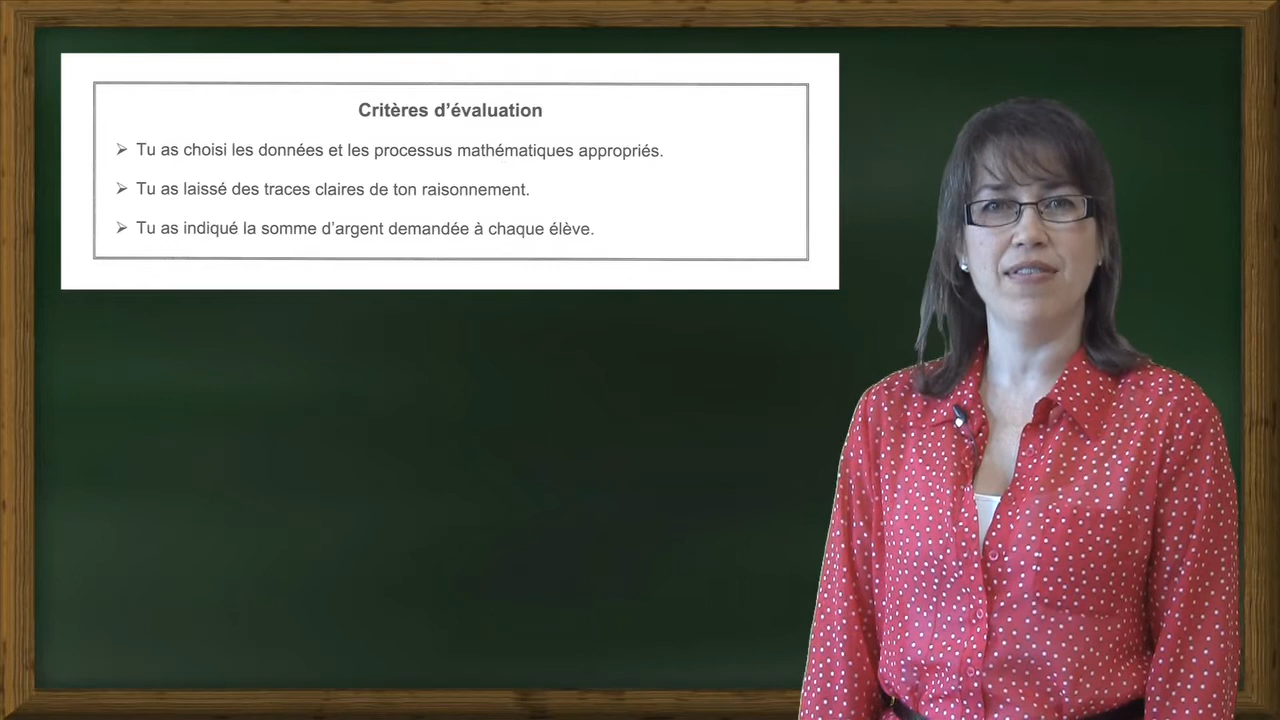 Critères d'évaluation
➢ Tu as choisi les données et les processus mathématiques appropriés.
➢ Tu as laissé des traces claires de ton raisonnement.
➢ Tu as indiqué la somme d'argent demandée à chaque élève.